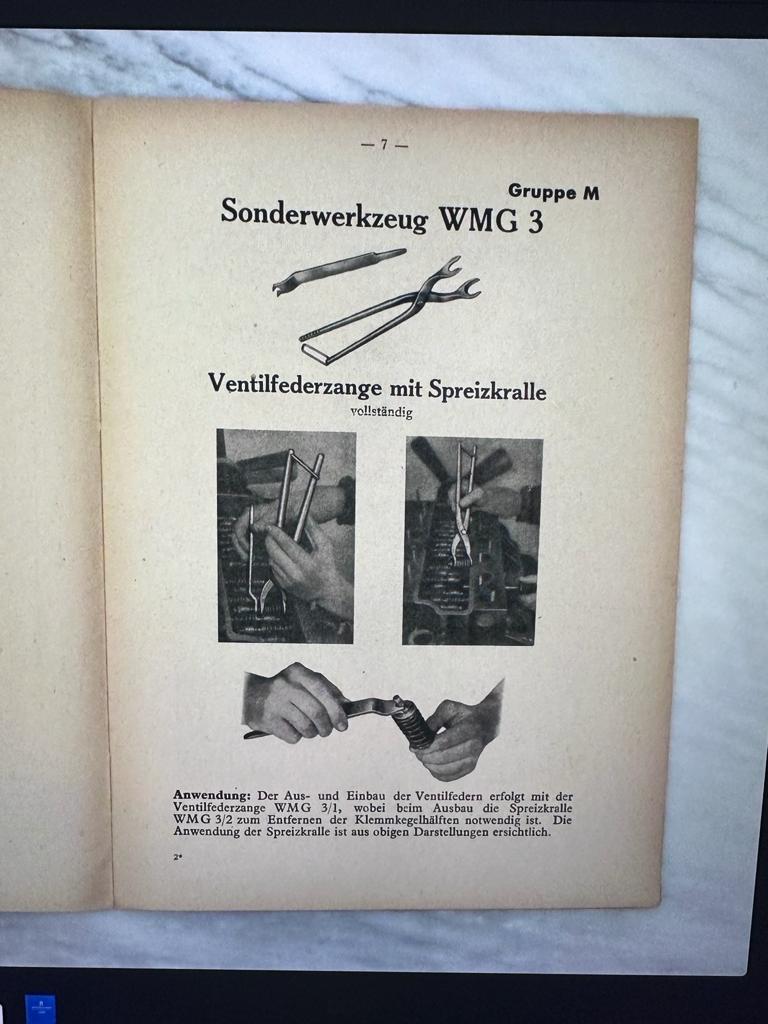 — 7 —
Gruppe M
Sonderwerkzeug WMG 3
Ventilfederzange mit Spreizkralle
vollständig
Anwendung: Der Aus- und Einbau der Ventilfedern erfolgt mit der
Ventilfederzange WMG 3/1, wobei beim Ausbau die Spreizkralle
WMG 3/2 zum Entfernen der Klemmkegelhälften notwendig ist. Die
Anwendung der Spreizkralle ist aus obigen Darstellungen ersichtlich.
2*